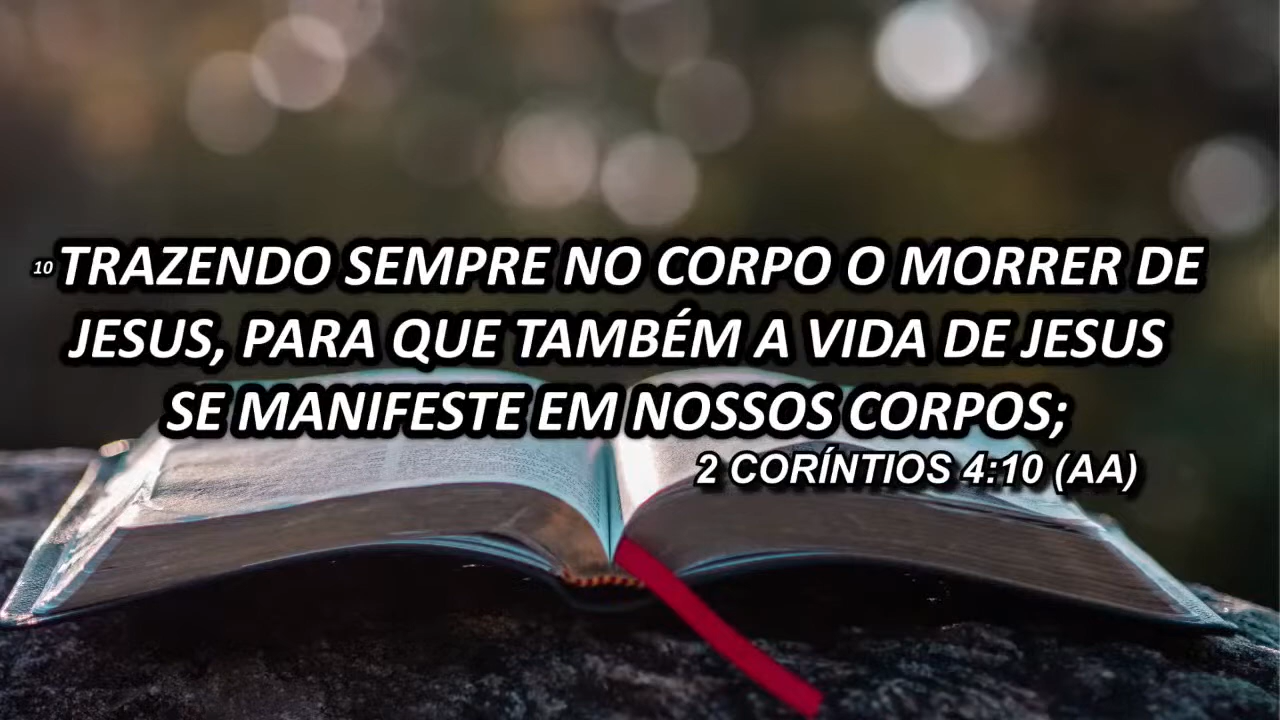 10 TRAZENDO SEMPRE NO CORPO O MORRER DE
JESUS, PARA QUE TAMBÉM A VIDA DE JESUS
SE MANIFESTE EM NOSSOS CORPOS;
2 CORÍNTIOS 4:10 (AA)